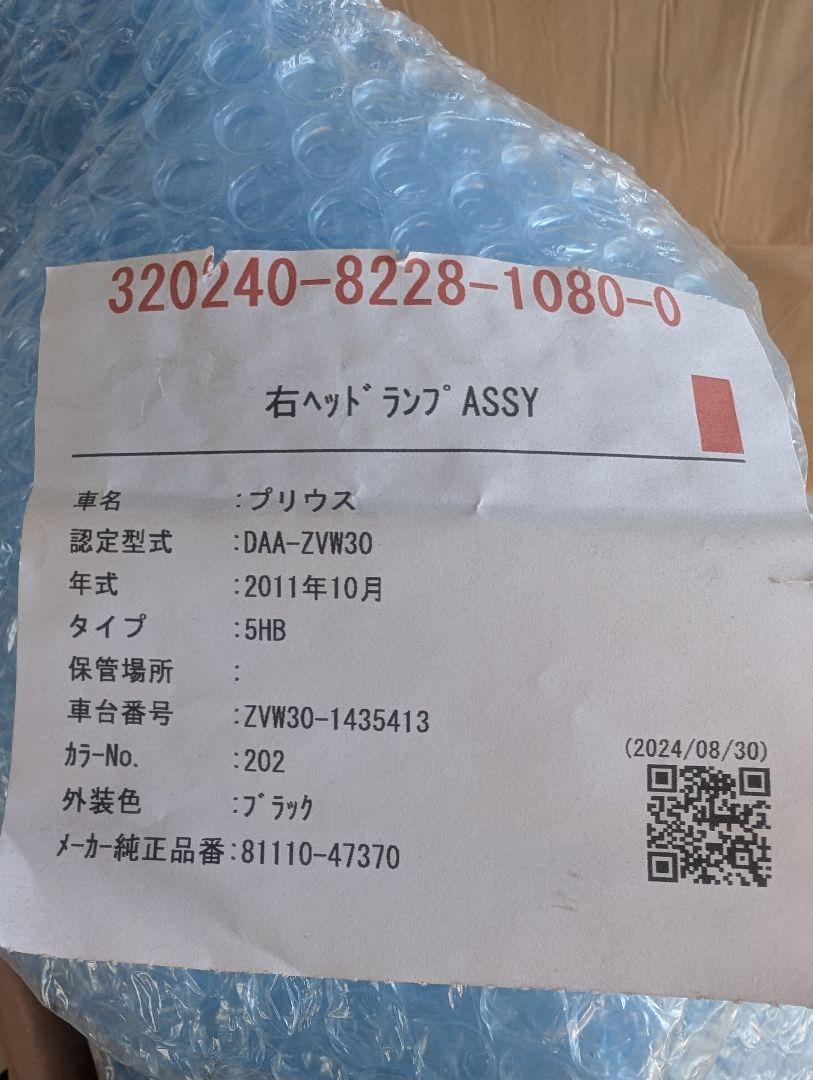 320240-8228-1080-0
右ﾍｯﾄﾞﾗﾝﾌﾟASSY
車名 :プリウス
認定型式 :DAA-ZVW30
年式 :2011年10月
タイプ :5HB
保管場所 :
車台番号 :ZVW30-1435413
ｶﾗｰNo. :202
外装色 :ﾌﾞﾗｯｸ
ﾒｰｶｰ純正品番:81110-47370
(2024/08/30)